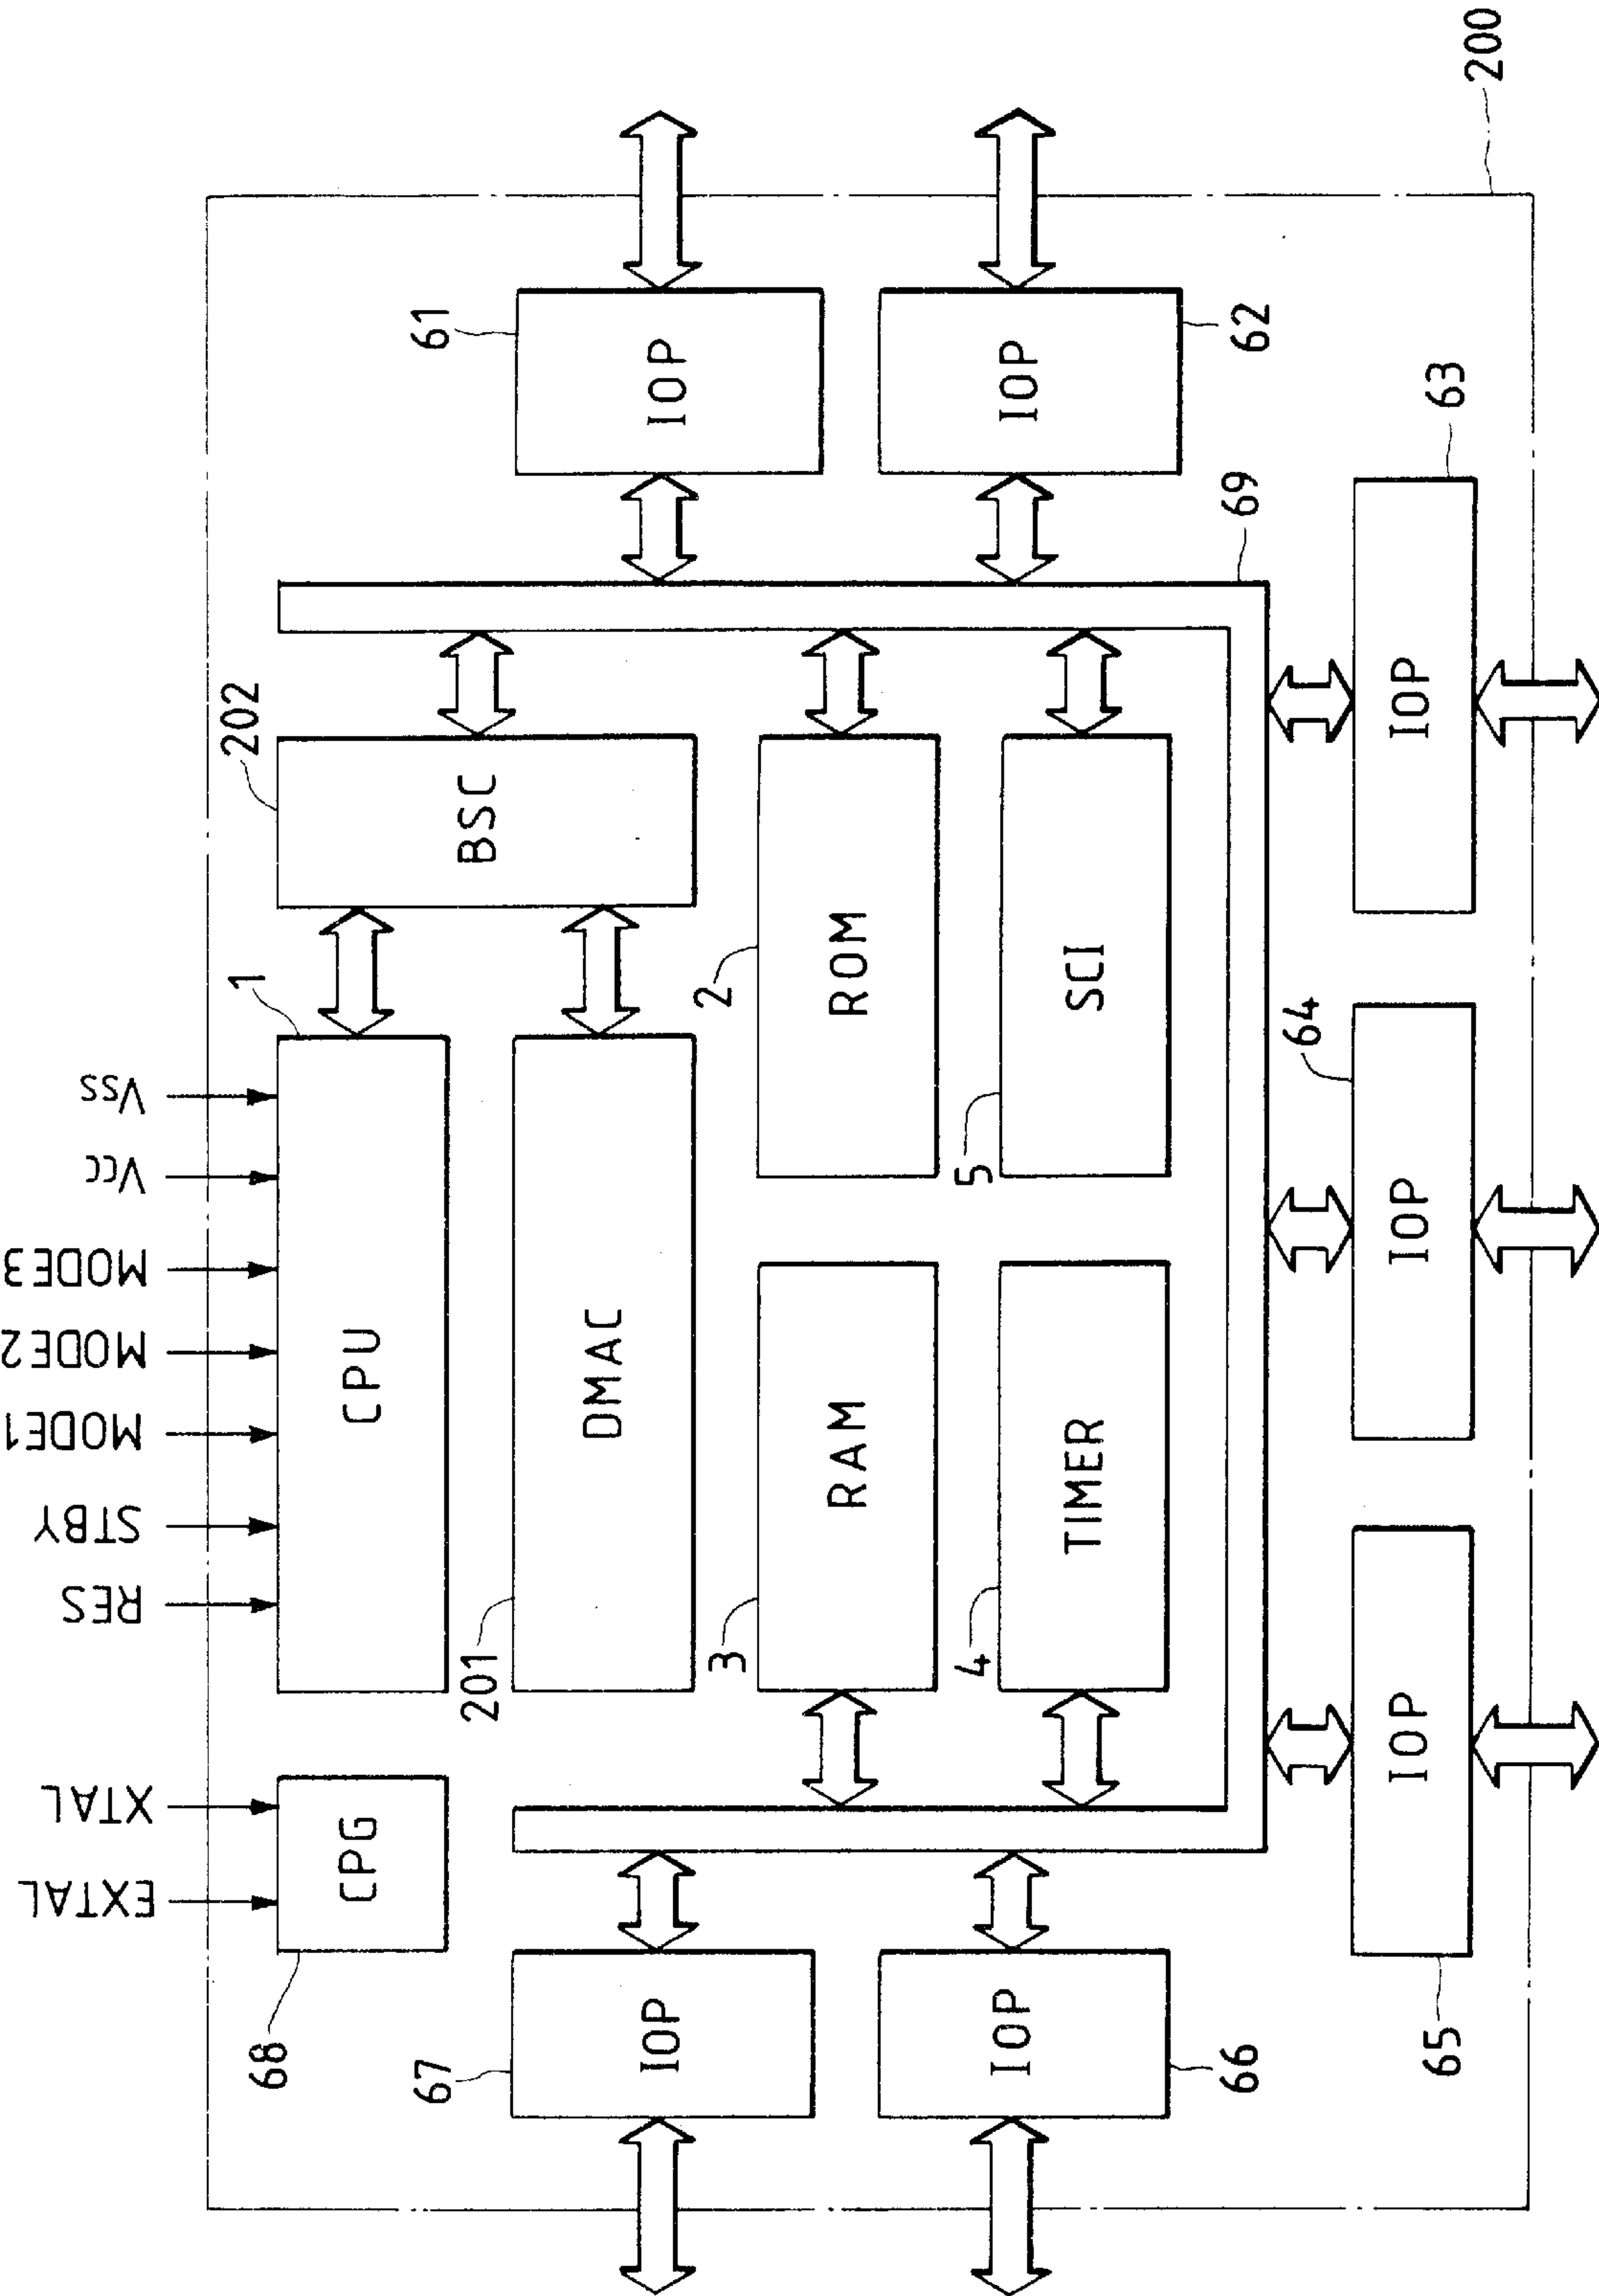 EXTAL
XTAL
RES
STBY
MODE1
MODE2
MODE3
Vcc
Vss
68
CPG
CPU
1
202
BSC
201
DMAC
67
IOP
61
IOP
3
RAM
2
ROM
66
IOP
62
IOP
4
TIMER
5
SCI
69
65
IOP
64
IOP
63
IOP
200